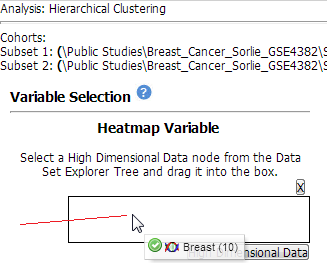 Analysis: Hierarchical Clustering
Cohorts:
Subset 1: (\Public Studies\Breast_Cancer_Sorlie_GSE4382\
Subset 2: (\Public Studies\Breast_Cancer_Sorlie_GSE4382\
Variable Selection ?
Heatmap Variable
Select a High Dimensional Data node from the Data
Set Explorer Tree and drag it into the box.
X
Breast (10)
High Dimensional Data